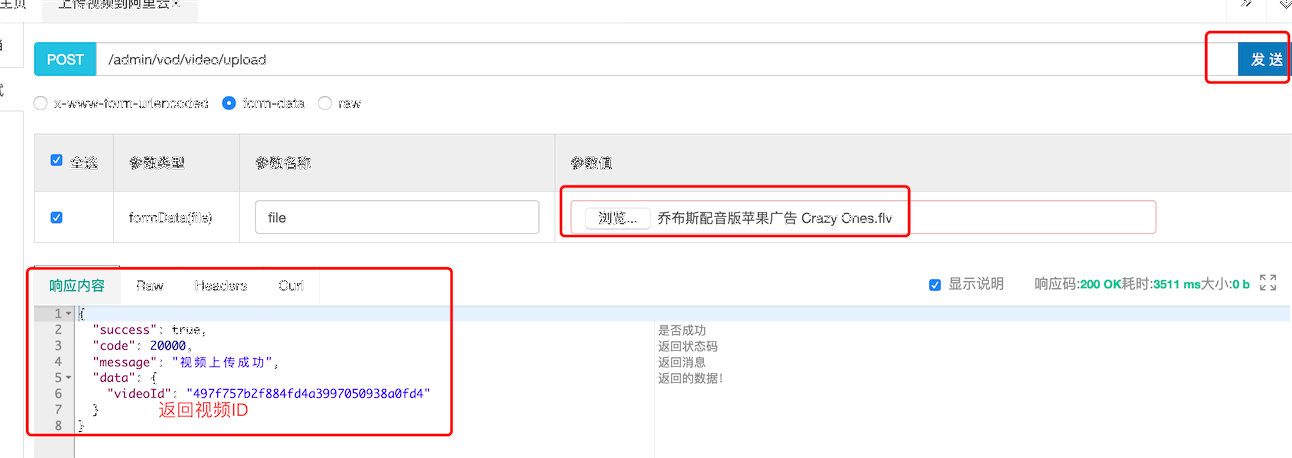 主页 上传视频到阿里云×
POST /admin/vod/video/upload 发 送
x-www-form-urlencoded form-data raw
全选 参数类型 参数名称 参数值
formData(file) file 浏览... 乔布斯配音版苹果广告 Crazy Ones.flv
响应内容 Raw Headers Curl 显示说明 响应码:200 OK耗时:3511 ms大小:0 b
1 {
2 "success": true, 是否成功
3 "code": 20000, 返回状态码
4 "message": "视频上传成功", 返回消息
5 "data": { 返回的数据!
6 "videoId": "497f757b2f884fd4a3997050938a0fd4"
7 } 返回视频ID
8 }